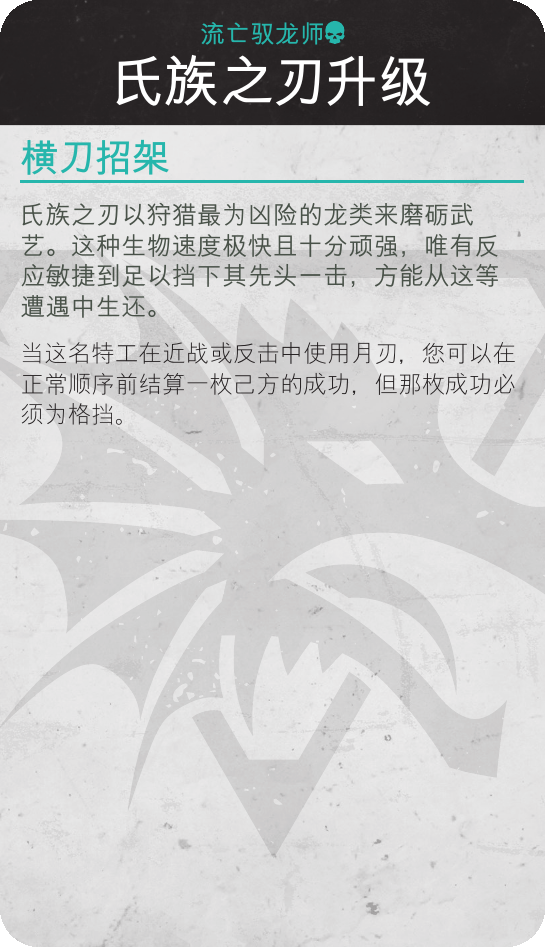 流亡驭龙师
氏族之刃升级
横刀招架
氏族之刃以狩猎最为凶险的龙类来磨砺武
艺。这种生物速度极快且十分顽强，唯有反
应敏捷到足以挡下其先头一击，方能从这等
遭遇中生还。
当这名特工在近战或反击中使用月刃，您可以在
正常顺序前结算一枚己方的成功，但那枚成功必
须为格挡。